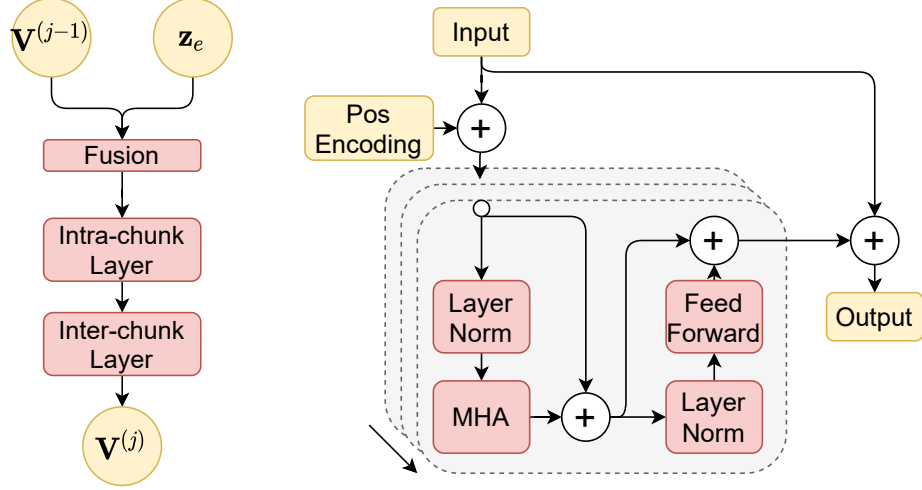 V^(j−1)
z_e
Fusion
Intra-chunk
Layer
Inter-chunk
Layer
V^(j)
Input
Pos
Encoding
+
Layer
Norm
MHA
+
+
Feed
Forward
Layer
Norm
+
Output